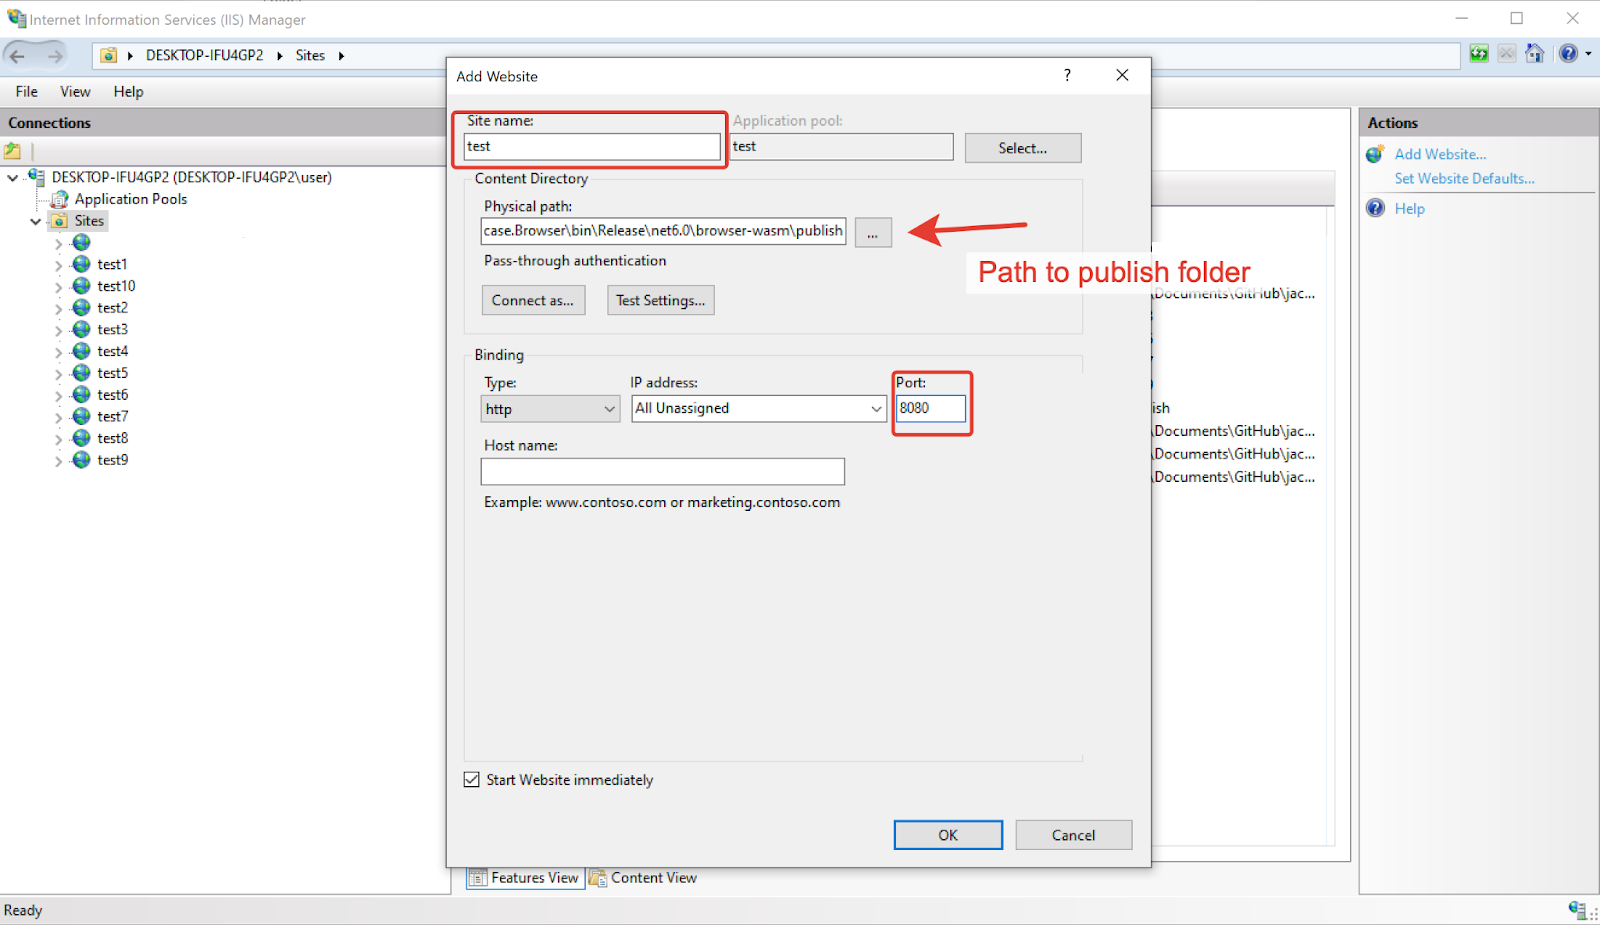 Internet Information Services (IIS) Manager
DESKTOP-IFU4GP2 Sites
File View Help
Connections
DESKTOP-IFU4GP2 (DESKTOP-IFU4GP2\user)
Application Pools
Sites
test1
test10
test2
test3
test4
test5
test6
test7
test8
test9
Add Website ?
Site name: Application pool:
test test Select...
Content Directory
Physical path:
case.Browser\bin\Release\net6.0\browser-wasm\publish ...
Path to publish folder
Pass-through authentication
Connect as... Test Settings...
Binding
Type: IP address: Port:
http All Unassigned 8080
Host name:
Example: www.contoso.com or marketing.contoso.com
Start Website immediately
OK Cancel
\Documents\GitHub\jac...
ish
\Documents\GitHub\jac...
\Documents\GitHub\jac...
\Documents\GitHub\jac...
Actions
Add Website...
Set Website Defaults...
Help
Features View Content View
Ready